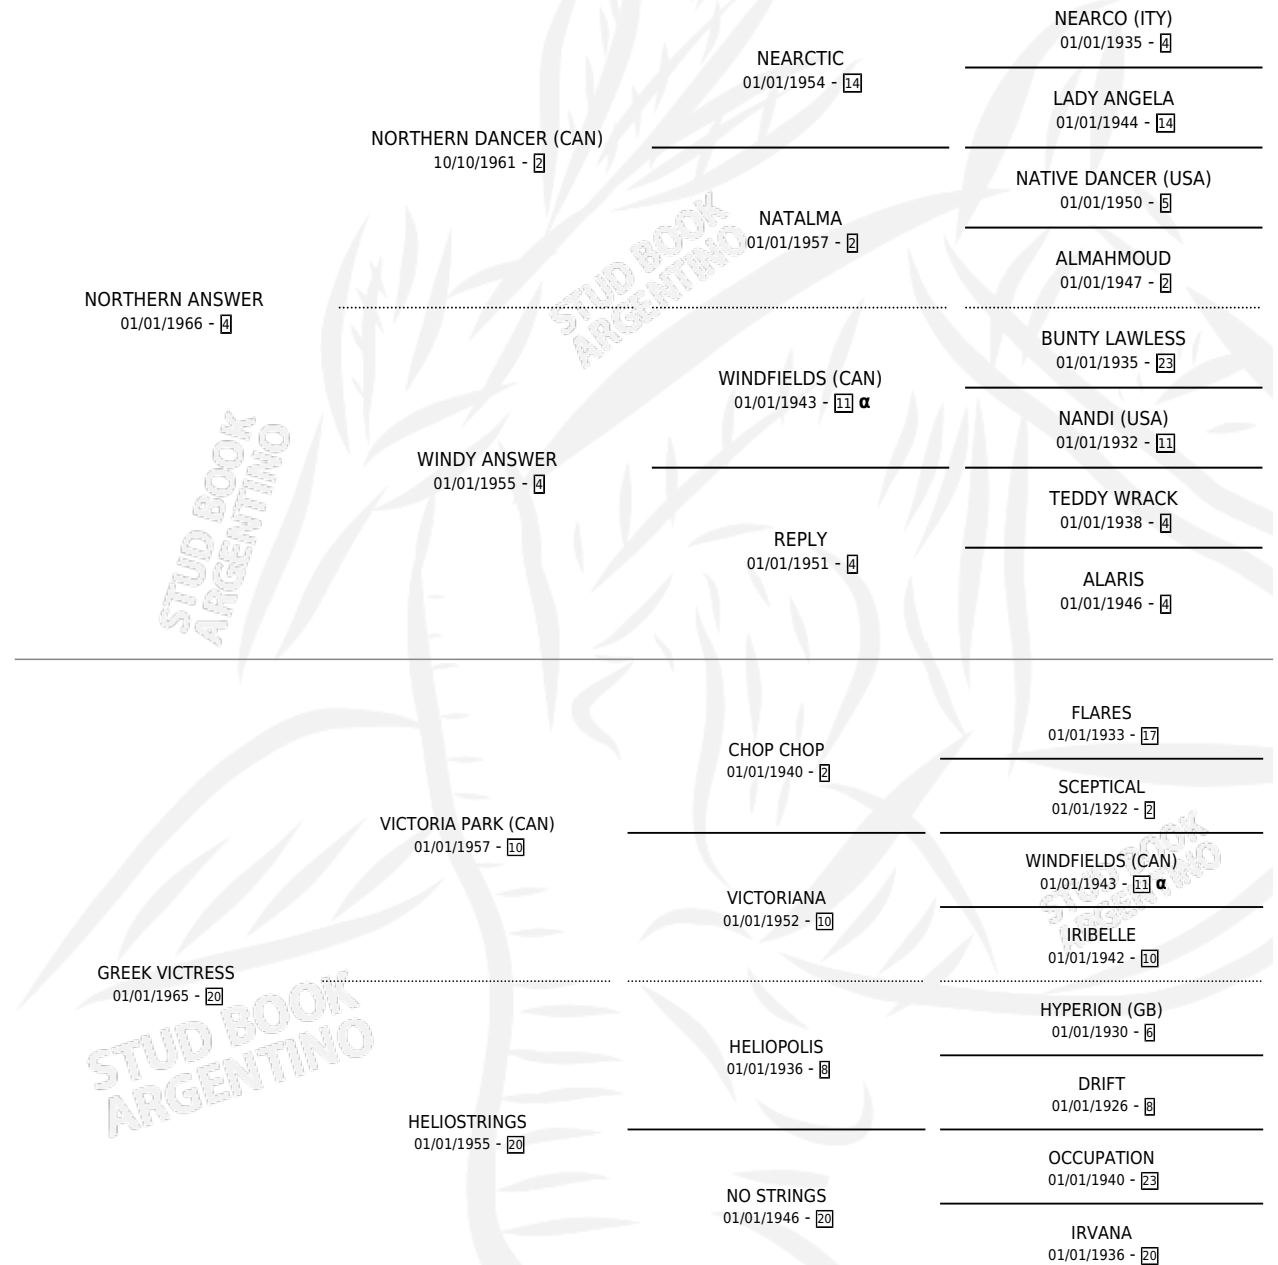 NEARCO (ITY)
01/01/1935 - 4
NEARCTIC
01/01/1954 - 14
LADY ANGELA
01/01/1944 - 14
NORTHERN DANCER (CAN)
10/10/1961 - 2
NATIVE DANCER (USA)
01/01/1950 - 5
NATALMA
01/01/1957 - 2
ALMAHMOUD
01/01/1947 - 2
NORTHERN ANSWER
01/01/1966 - 4
BUNTY LAWLESS
01/01/1935 - 23
WINDFIELDS (CAN)
01/01/1943 - 11 α
NANDI (USA)
01/01/1932 - 11
WINDY ANSWER
01/01/1955 - 4
TEDDY WRACK
01/01/1938 - 4
REPLY
01/01/1951 - 4
ALARIS
01/01/1946 - 4
FLARES
01/01/1933 - 17
CHOP CHOP
01/01/1940 - 2
SCEPTICAL
01/01/1922 - 2
VICTORIA PARK (CAN)
01/01/1957 - 10
WINDFIELDS (CAN)
01/01/1943 - 11 α
VICTORIANA
01/01/1952 - 10
IRIBELLE
01/01/1942 - 10
GREEK VICTRESS
01/01/1965 - 20
HYPERION (GB)
01/01/1930 - 6
HELIOPOLIS
01/01/1936 - 8
DRIFT
01/01/1926 - 8
HELIOSTRINGS
01/01/1955 - 20
OCCUPATION
01/01/1940 - 23
NO STRINGS
01/01/1946 - 20
IRVANA
01/01/1936 - 20
STUD BOOK
ARGENTINO
STUD BOOK
ARGENTINO
STUD BOOK
ARGENTINO
STUD BOOK
ARGENTINO